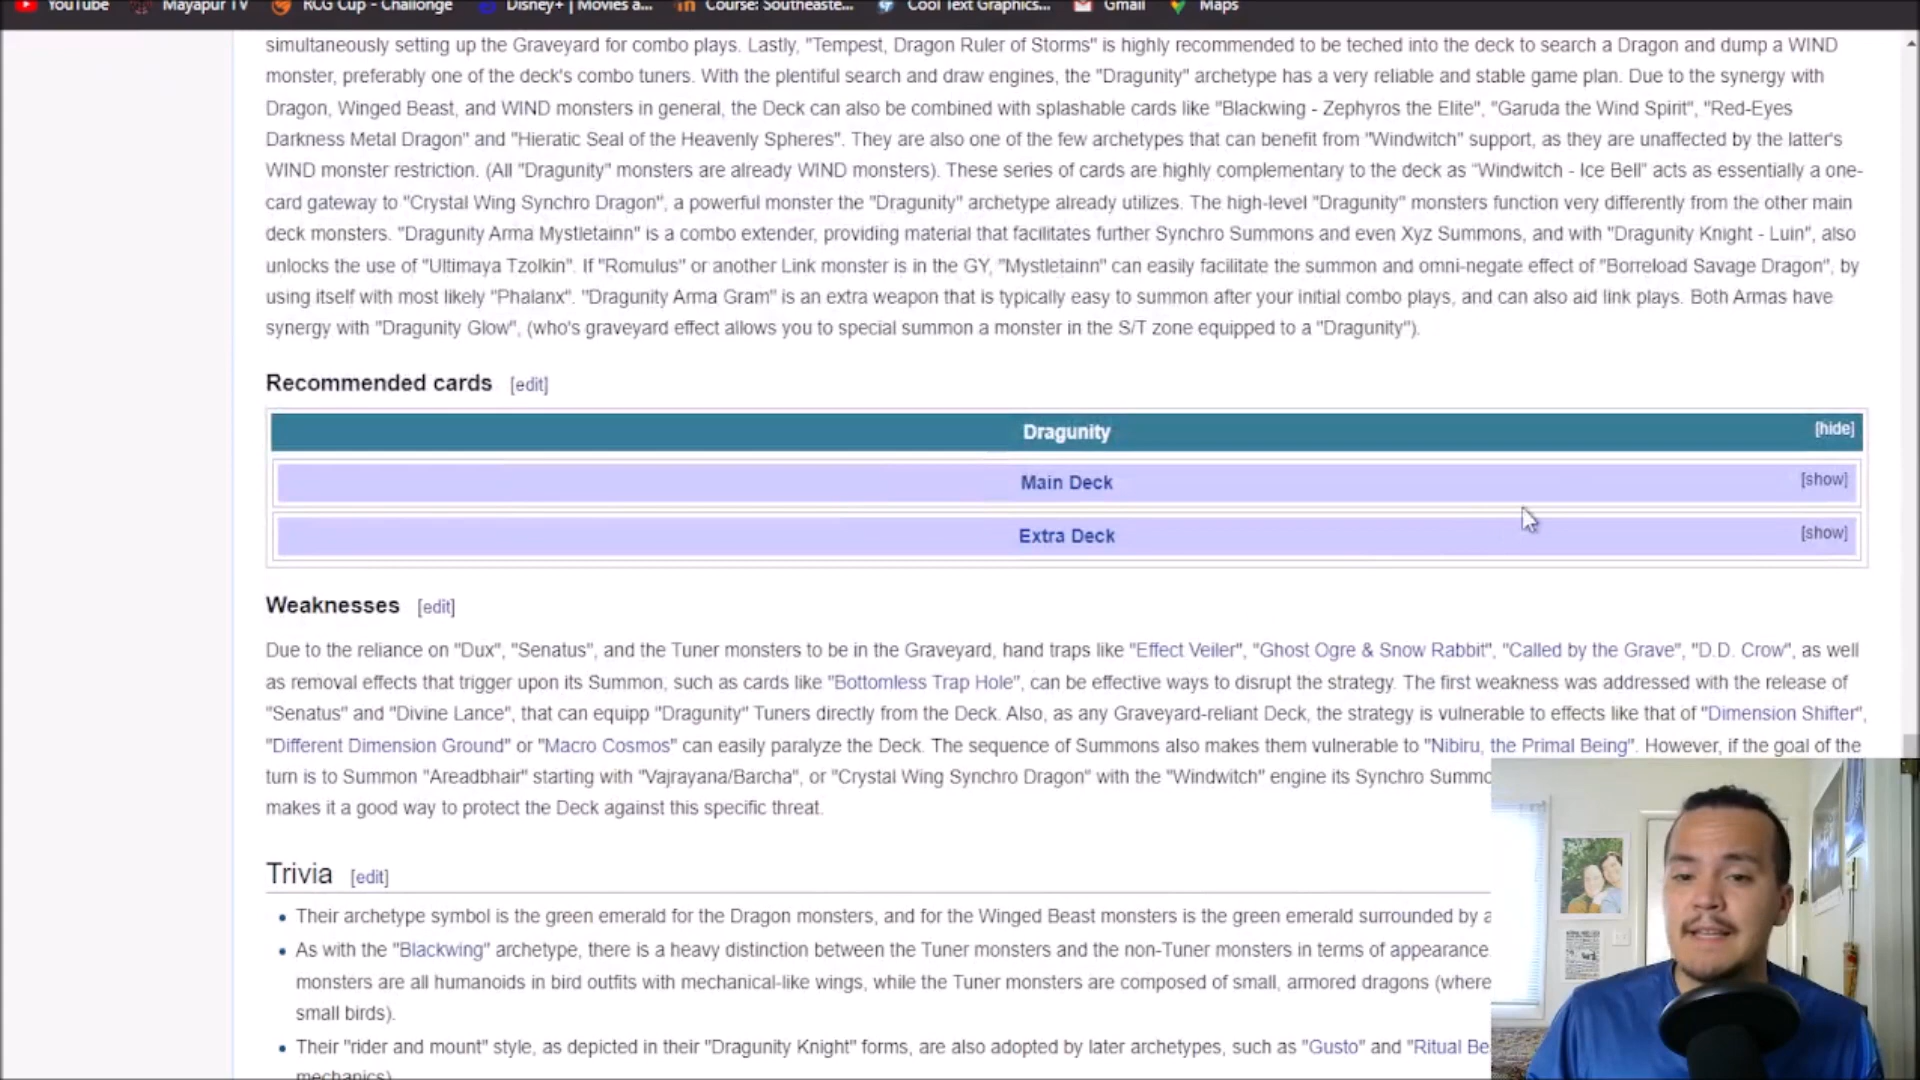 YouTube Mayapur TV RCG Cup - Challonge Disney+ | Movies a... Course: Southeaste... Cool Text Graphics... Gmail Maps
simultaneously setting up the Graveyard for combo plays. Lastly, "Tempest, Dragon Ruler of Storms" is highly recommended to be teched into the deck to search a Dragon and dump a WIND
monster, preferably one of the deck's combo tuners. With the plentiful search and draw engines, the "Dragunity" archetype has a very reliable and stable game plan. Due to the synergy with
Dragon, Winged Beast, and WIND monsters in general, the Deck can also be combined with splashable cards like "Blackwing - Zephyros the Elite", "Garuda the Wind Spirit", "Red-Eyes
Darkness Metal Dragon" and "Hieratic Seal of the Heavenly Spheres". They are also one of the few archetypes that can benefit from "Windwitch" support, as they are unaffected by the latter's
WIND monster restriction. (All "Dragunity" monsters are already WIND monsters). These series of cards are highly complementary to the deck as "Windwitch - Ice Bell" acts as essentially a one-
card gateway to "Crystal Wing Synchro Dragon", a powerful monster the "Dragunity" archetype already utilizes. The high-level "Dragunity" monsters function very differently from the other main
deck monsters. "Dragunity Arma Mystletainn" is a combo extender, providing material that facilitates further Synchro Summons and even Xyz Summons, and with "Dragunity Knight - Luin", also
unlocks the use of "Ultimaya Tzolkin". If "Romulus" or another Link monster is in the GY, "Mystletainn" can easily facilitate the summon and omni-negate effect of "Borreload Savage Dragon", by
using itself with most likely "Phalanx". "Dragunity Arma Gram" is an extra weapon that is typically easy to summon after your initial combo plays, and can also aid link plays. Both Armas have
synergy with "Dragunity Glow", (who's graveyard effect allows you to special summon a monster in the S/T zone equipped to a "Dragunity").
Recommended cards [edit]
Dragunity [hide]
Main Deck [show]
Extra Deck [show]
Weaknesses [edit]
Due to the reliance on "Dux", "Senatus", and the Tuner monsters to be in the Graveyard, hand traps like "Effect Veiler", "Ghost Ogre & Snow Rabbit", "Called by the Grave", "D.D. Crow", as well
as removal effects that trigger upon its Summon, such as cards like "Bottomless Trap Hole", can be effective ways to disrupt the strategy. The first weakness was addressed with the release of
"Senatus" and "Divine Lance", that can equipp "Dragunity" Tuners directly from the Deck. Also, as any Graveyard-reliant Deck, the strategy is vulnerable to effects like that of "Dimension Shifter",
"Different Dimension Ground" or "Macro Cosmos" can easily paralyze the Deck. The sequence of Summons also makes them vulnerable to "Nibiru, the Primal Being". However, if the goal of the
turn is to Summon "Areadbhair" starting with "Vajrayana/Barcha", or "Crystal Wing Synchro Dragon" with the "Windwitch" engine its Synchro Summo
makes it a good way to protect the Deck against this specific threat.
Trivia [edit]
• Their archetype symbol is the green emerald for the Dragon monsters, and for the Winged Beast monsters is the green emerald surrounded by a
• As with the "Blackwing" archetype, there is a heavy distinction between the Tuner monsters and the non-Tuner monsters in terms of appearance
monsters are all humanoids in bird outfits with mechanical-like wings, while the Tuner monsters are composed of small, armored dragons (where
small birds).
• Their "rider and mount" style, as depicted in their "Dragunity Knight" forms, are also adopted by later archetypes, such as "Gusto" and "Ritual Be
mechanics)